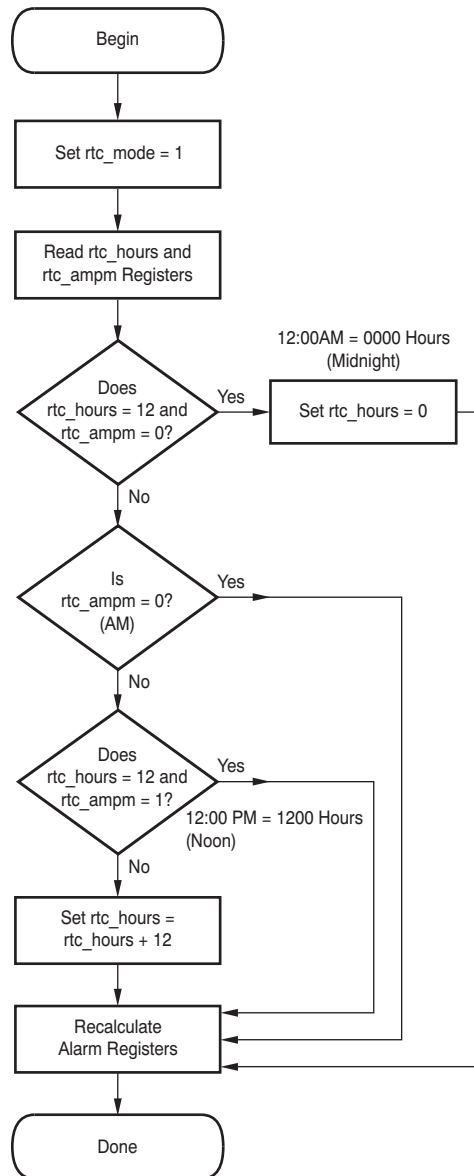 Begin
Set rtc_mode = 1
Read rtc_hours and
rtc_ampm Registers
Does
rtc_hours = 12 and
rtc_ampm = 0?
Yes
12:00AM = 0000 Hours
(Midnight)
Set rtc_hours = 0
No
Is
rtc_ampm = 0?
(AM)
Yes
No
Does
rtc_hours = 12 and
rtc_ampm = 1?
Yes
12:00 PM = 1200 Hours
(Noon)
No
Set rtc_hours =
rtc_hours + 12
Recalculate
Alarm Registers
Done